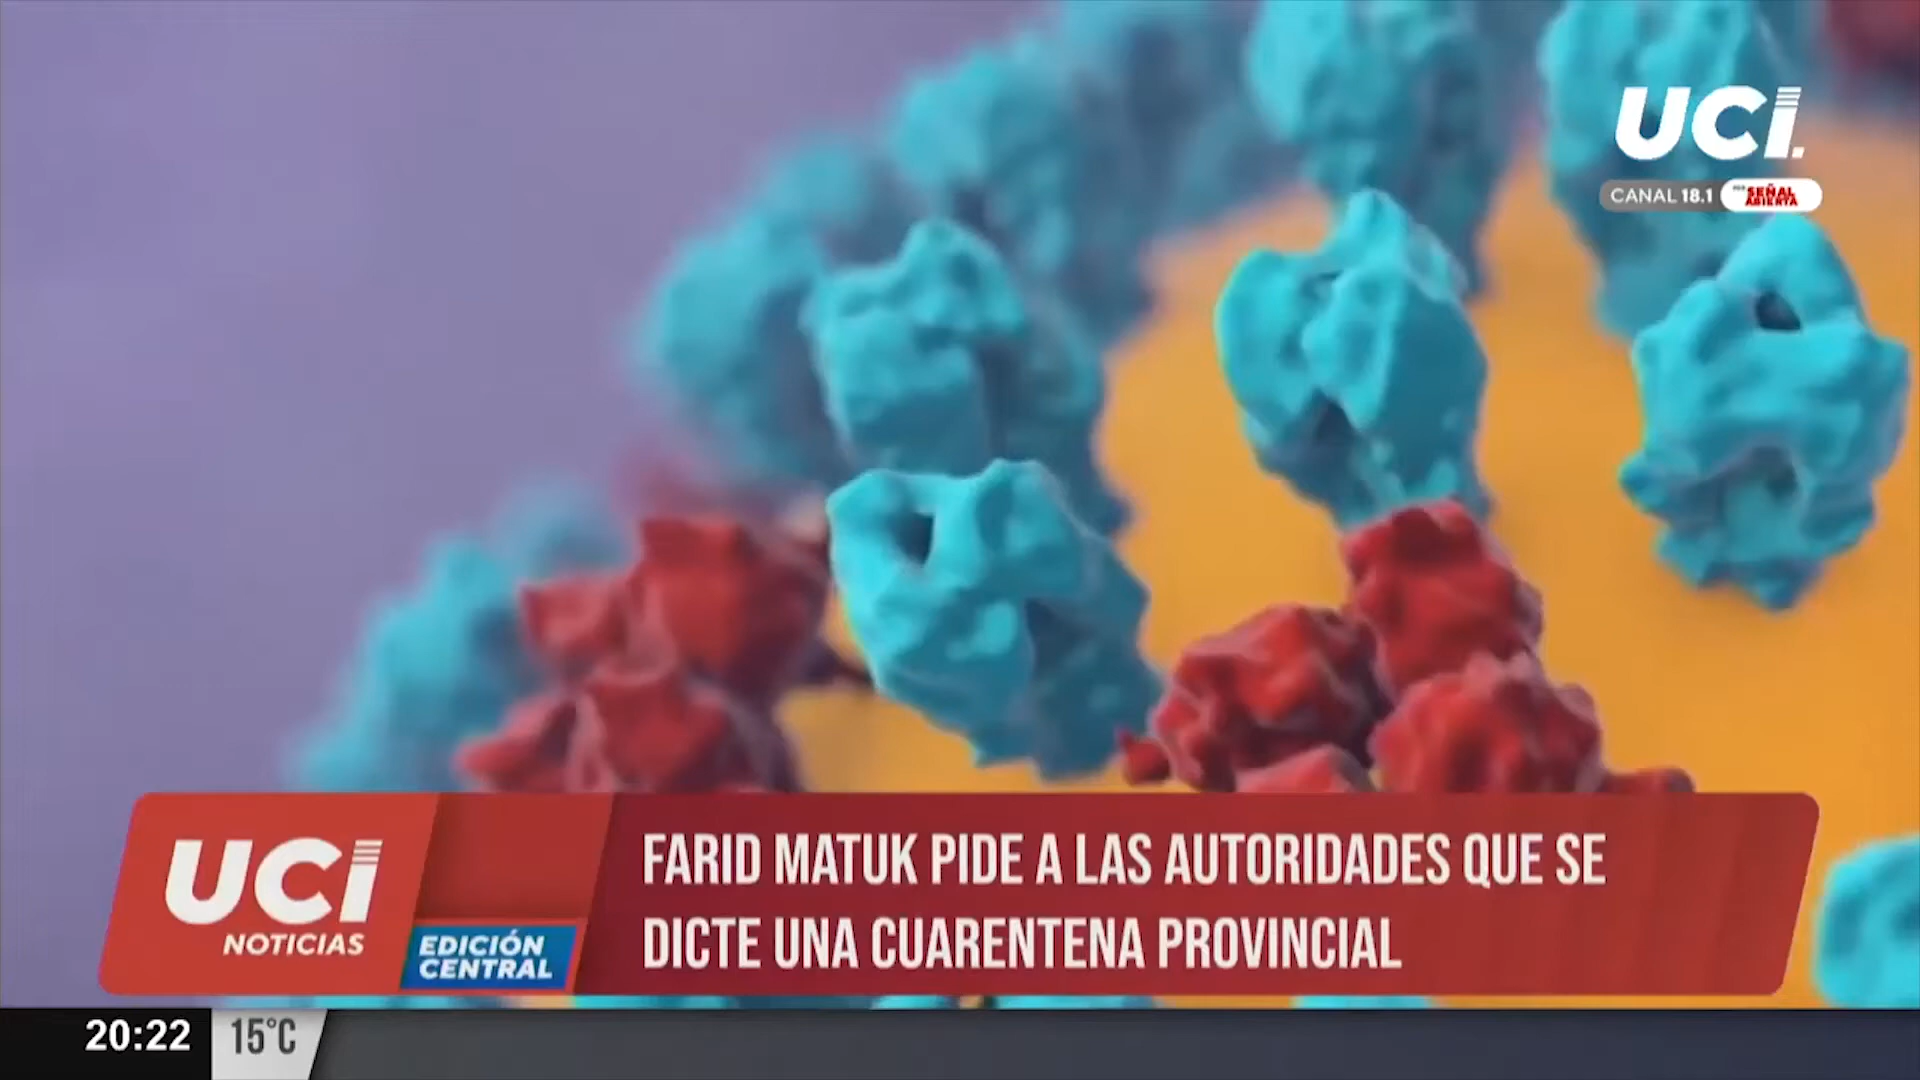 UCI.
CANAL 18.1 POR SEÑAL ABIERTA
FARID MATUK PIDE A LAS AUTORIDADES QUE SE
DICTE UNA CUARENTENA PROVINCIAL
UCI
NOTICIAS
EDICIÓN
CENTRAL
20:22 15°C